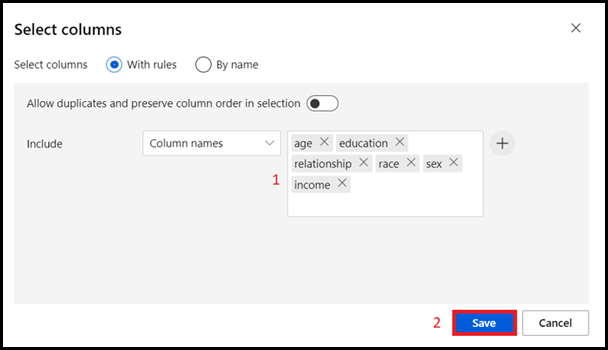 Select columns
Select columns With rules By name
Allow duplicates and preserve column order in selection
Include Column names age education
relationship race sex
1
income
2 Save Cancel